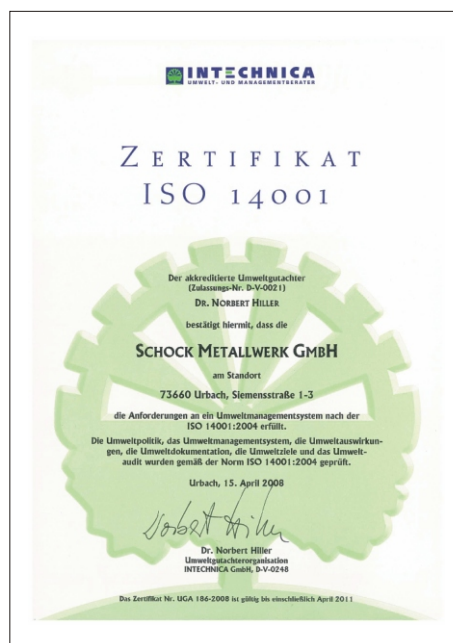 INTECHNICA
UMWELT- UND MANAGEMENTBERATER
ZERTIFIKAT
ISO 14001
Der akkreditierte Umweltgutachter
(Zulassungs-Nr. D-V-0021)
DR. NORBERT HILLER
bestätigt hiermit, dass die
SCHOCK METALLWERK GMBH
am Standort
73660 Urbach, Siemensstraße 1-3
die Anforderungen an ein Umweltmanagementsystem nach der
ISO 14001:2004 erfüllt.
Die Umweltpolitik, das Umweltmanagementsystem, die Umweltauswirkun-
gen, die Umweltdokumentation, die Umweltziele und das Umwelt-
audit wurden gemäß der Norm ISO 14001:2004 geprüft.
Urbach, 15. April 2008
Norbert Hiller
Dr. Norbert Hiller
Umweltgutachterorganisation
INTECHNICA GmbH, D-V-0248
Das Zertifikat Nr. UGA 186-2008 ist gültig bis einschließlich April 2011